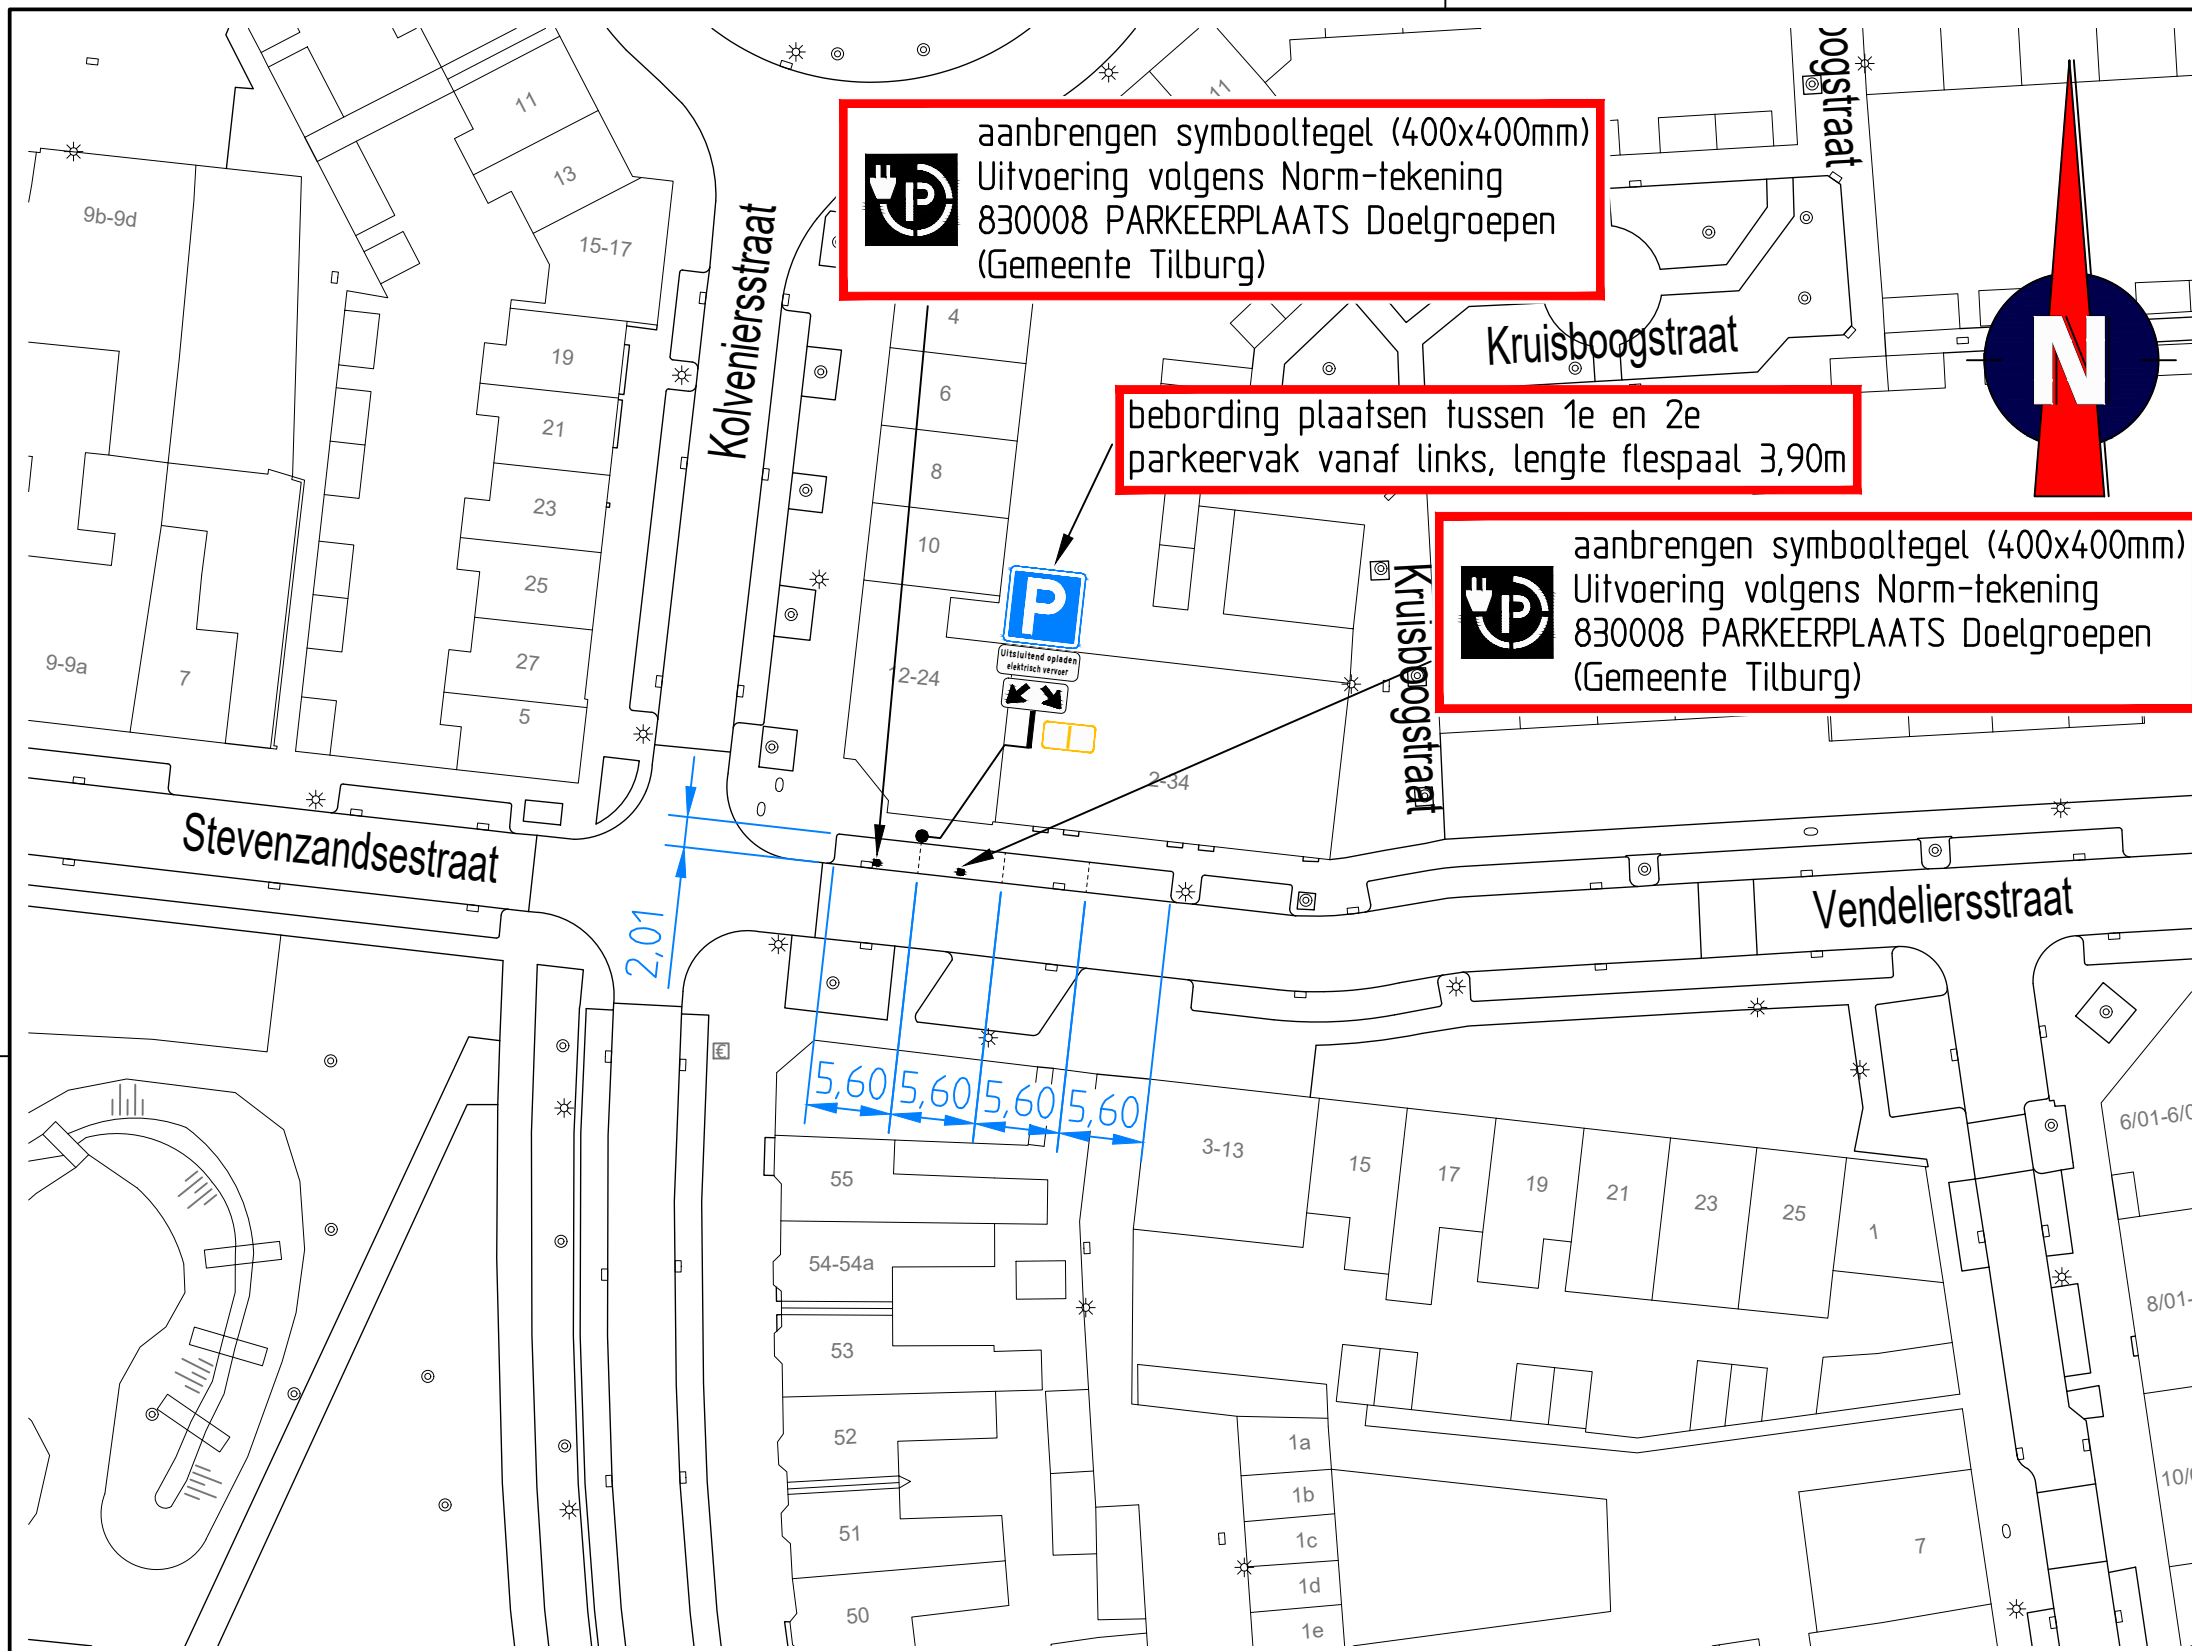 aanbrengen symbooltegel (400x400mm)
Uitvoering volgens Norm-tekening
830008 PARKEERPLAATS Doelgroepen
(Gemeente Tilburg)
bebording plaatsen tussen 1e en 2e
parkeervak vanaf links, lengte flespaal 3,90m
aanbrengen symbooltegel (400x400mm)
Uitvoering volgens Norm-tekening
830008 PARKEERPLAATS Doelgroepen
(Gemeente Tilburg)
P
P
P
Uitsluitend opladen
elektrisch vervoer
N
Kolveniersstraat
Kruisboogstraat
Kruisboogstraat
Stevenzandsestraat
Vendeliersstraat
2,01
5,60
5,60
5,60
5,60
11
13
15-17
9b-9d
11
19
21
23
25
27
5
9-9a
7
4
6
8
10
12-24
2-34
€
55
54-54a
53
52
51
50
3-13
15
17
19
21
23
25
1
1a
1b
1c
1d
1e
7